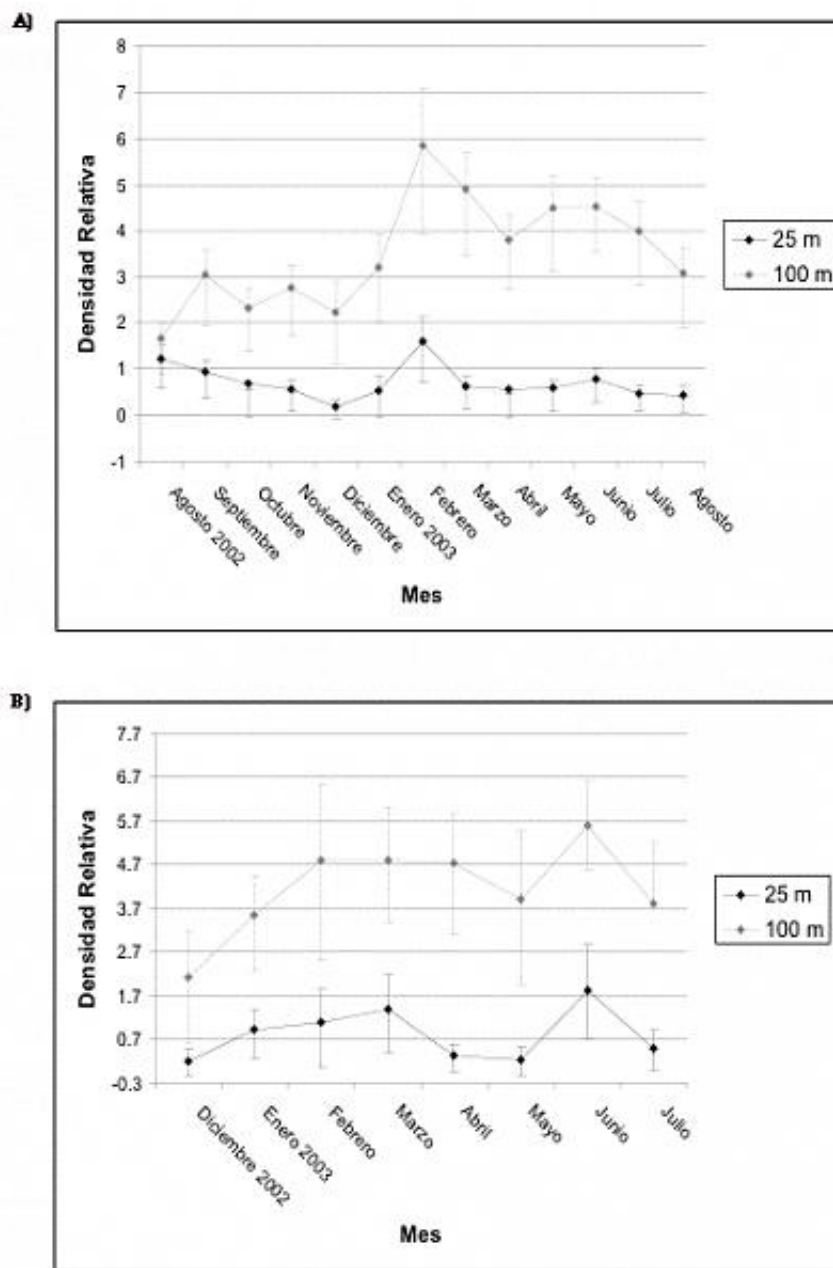 A)
8
7
6
5
4
3
2
1
0
-1
Densidad Relativa
Agosto 2002
Septiembre
Octubre
Noviembre
Diciembre
Enero 2003
Febrero
Marzo
Abril
Mayo
Junio
Julio
Agosto
Mes
25 m
100 m
B)
7.7
6.7
5.7
4.7
3.7
2.7
1.7
0.7
-0.3
Densidad Relativa
Diciembre 2002
Enero 2003
Febrero
Marzo
Abril
Mayo
Junio
Julio
Mes
25 m
100 m